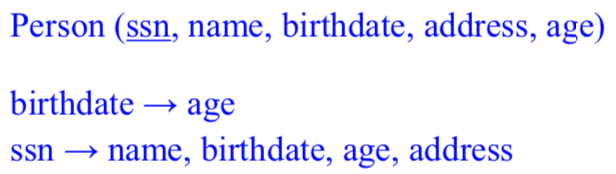 Person (ssn, name, birthdate, address, age)
birthdate → age
ssn → name, birthdate, age, address